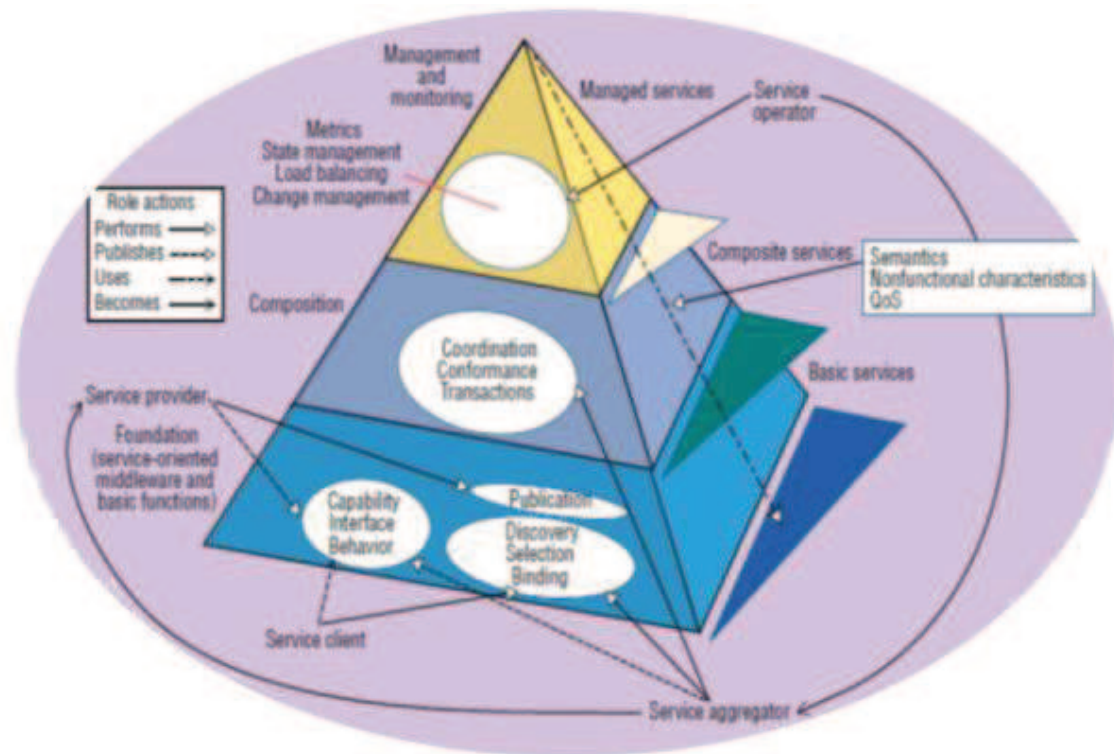 Management
and
monitoring
Managed services
Service
operator
Metrics
State management
Load balancing
Change management
Role actions
Performs
Publishes
Uses
Becomes
Composite services
Semantics
Nonfunctional characteristics
QoS
Composition
Coordination
Conformance
Transactions
Basic services
Service provider
Foundation
(service-oriented
middleware and
basic functions)
Capability
Interface
Behavior
Publication
Discovery
Selection
Binding
Service client
Service aggregator